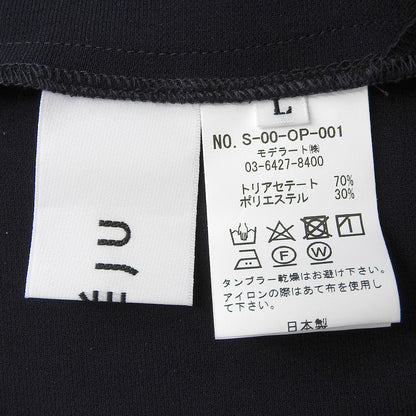 L
NO. S-00-OP-001
モデラート㈱
03-6427-8400
トリアセテート 70%
ポリエステル 30%
F W
タンブラー乾燥はお避け下さい。
アイロンの際はあて布を使用し
て下さい。
日本製